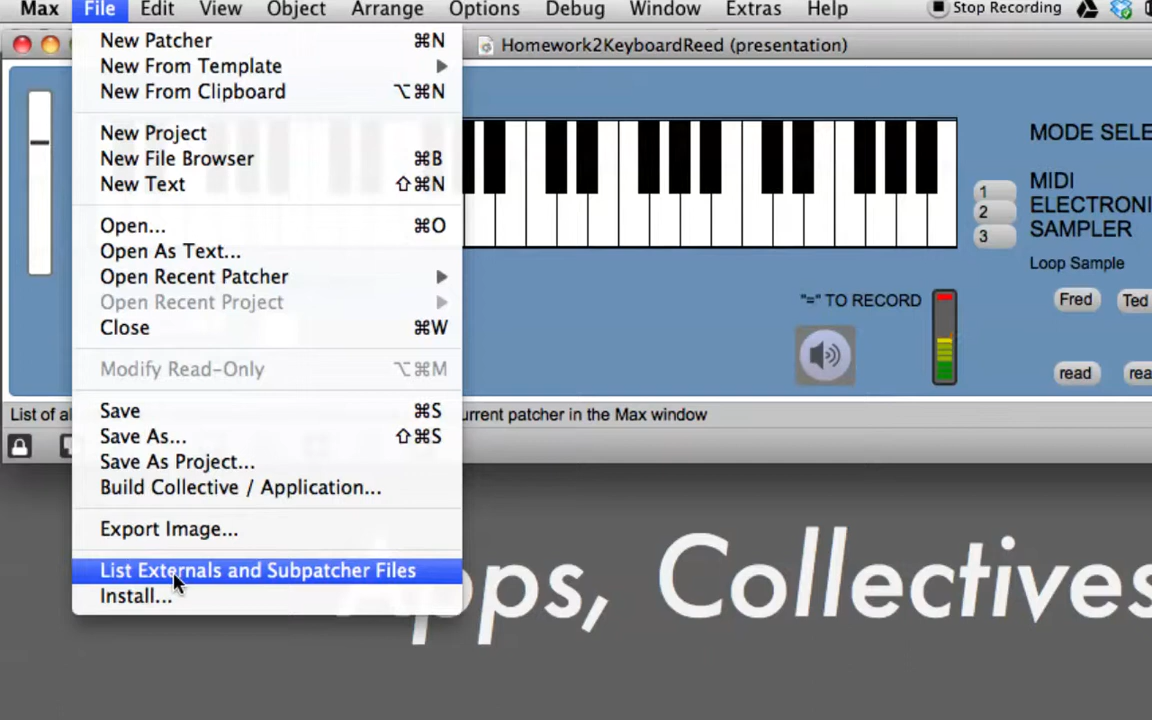 Max File Edit View Object Arrange Options Debug Window Extras Help Stop Recording
Homework2KeyboardReed (presentation)
New Patcher ⌘N
New From Template ▶
New From Clipboard ⌥⌘N
New Project
New File Browser ⌘B
New Text ⇧⌘N
Open... ⌘O
Open As Text...
Open Recent Patcher ▶
Open Recent Project ▶
Close ⌘W
Modify Read-Only ⌥⌘M
Save ⌘S
Save As... ⇧⌘S
Save As Project...
Build Collective / Application...
Export Image...
List Externals and Subpatcher Files
Install...
MODE SELE
1 MIDI
2 ELECTRONI
3 SAMPLER
Loop Sample
"=" TO RECORD
Fred Ted
read rea
List of al urrent patcher in the Max window
Apps, Collectives